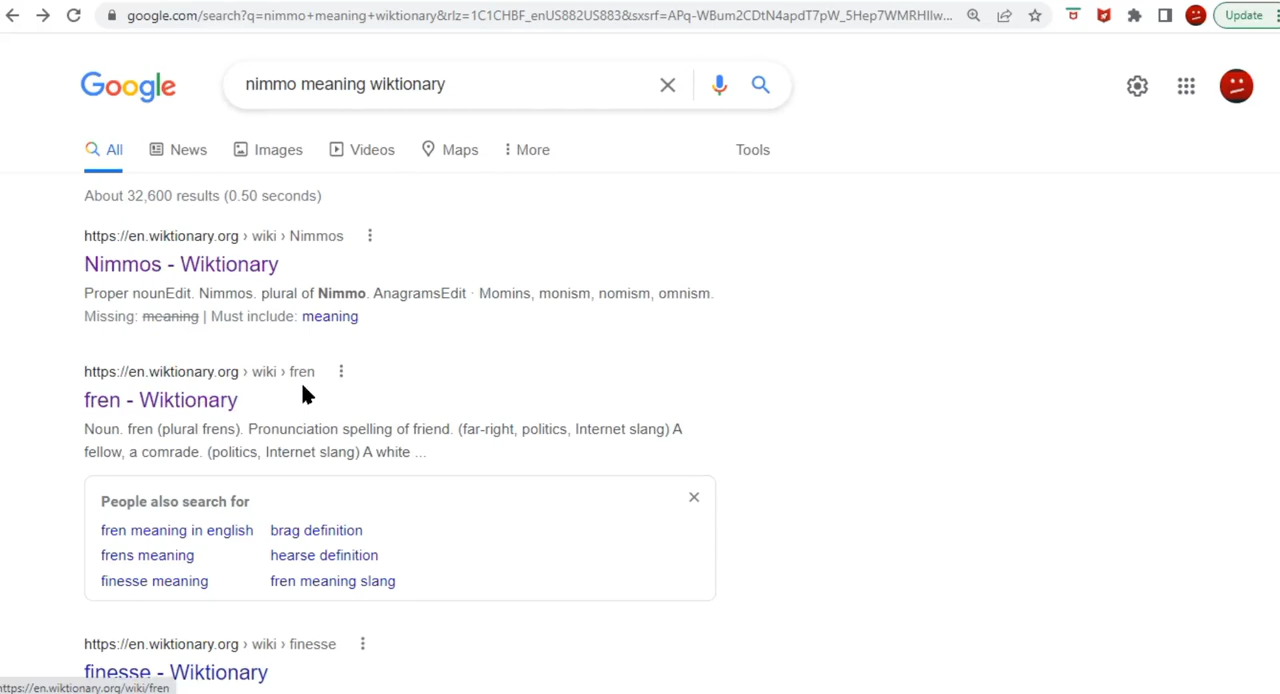 google.com/search?q=nimmo+meaning+wiktionary&rlz=1C1CHBF_enUS882US883&sxsrf=APq-WBum2CDtN4apdT7pW_5Hep7WMRHIlw...
Update
Google
nimmo meaning wiktionary
All News Images Videos Maps More Tools
About 32,600 results (0.50 seconds)
https://en.wiktionary.org › wiki › Nimmos
Nimmos - Wiktionary
Proper nounEdit. Nimmos. plural of Nimmo. AnagramsEdit · Momins, monism, nomism, omnism.
Missing: meaning | Must include: meaning
https://en.wiktionary.org › wiki › fren
fren - Wiktionary
Noun. fren (plural frens). Pronunciation spelling of friend. (far-right, politics, Internet slang) A
fellow, a comrade. (politics, Internet slang) A white ...
People also search for
fren meaning in english brag definition
frens meaning hearse definition
finesse meaning fren meaning slang
https://en.wiktionary.org › wiki › finesse
finesse - Wiktionary
https://en.wiktionary.org/wiki/fren